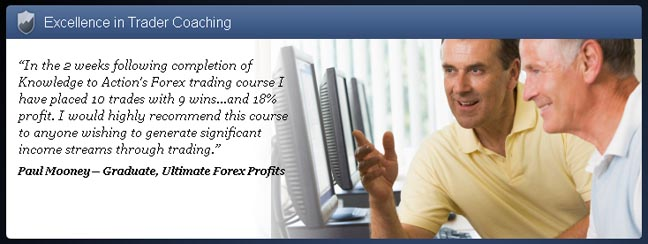 Excellence in Trader Coaching
“In the 2 weeks following completion of
Knowledge to Action's Forex trading course I
have placed 10 trades with 9 wins...and 18%
profit. I would highly recommend this course
to anyone wishing to generate significant
income streams through trading.”
Paul Mooney – Graduate, Ultimate Forex Profits